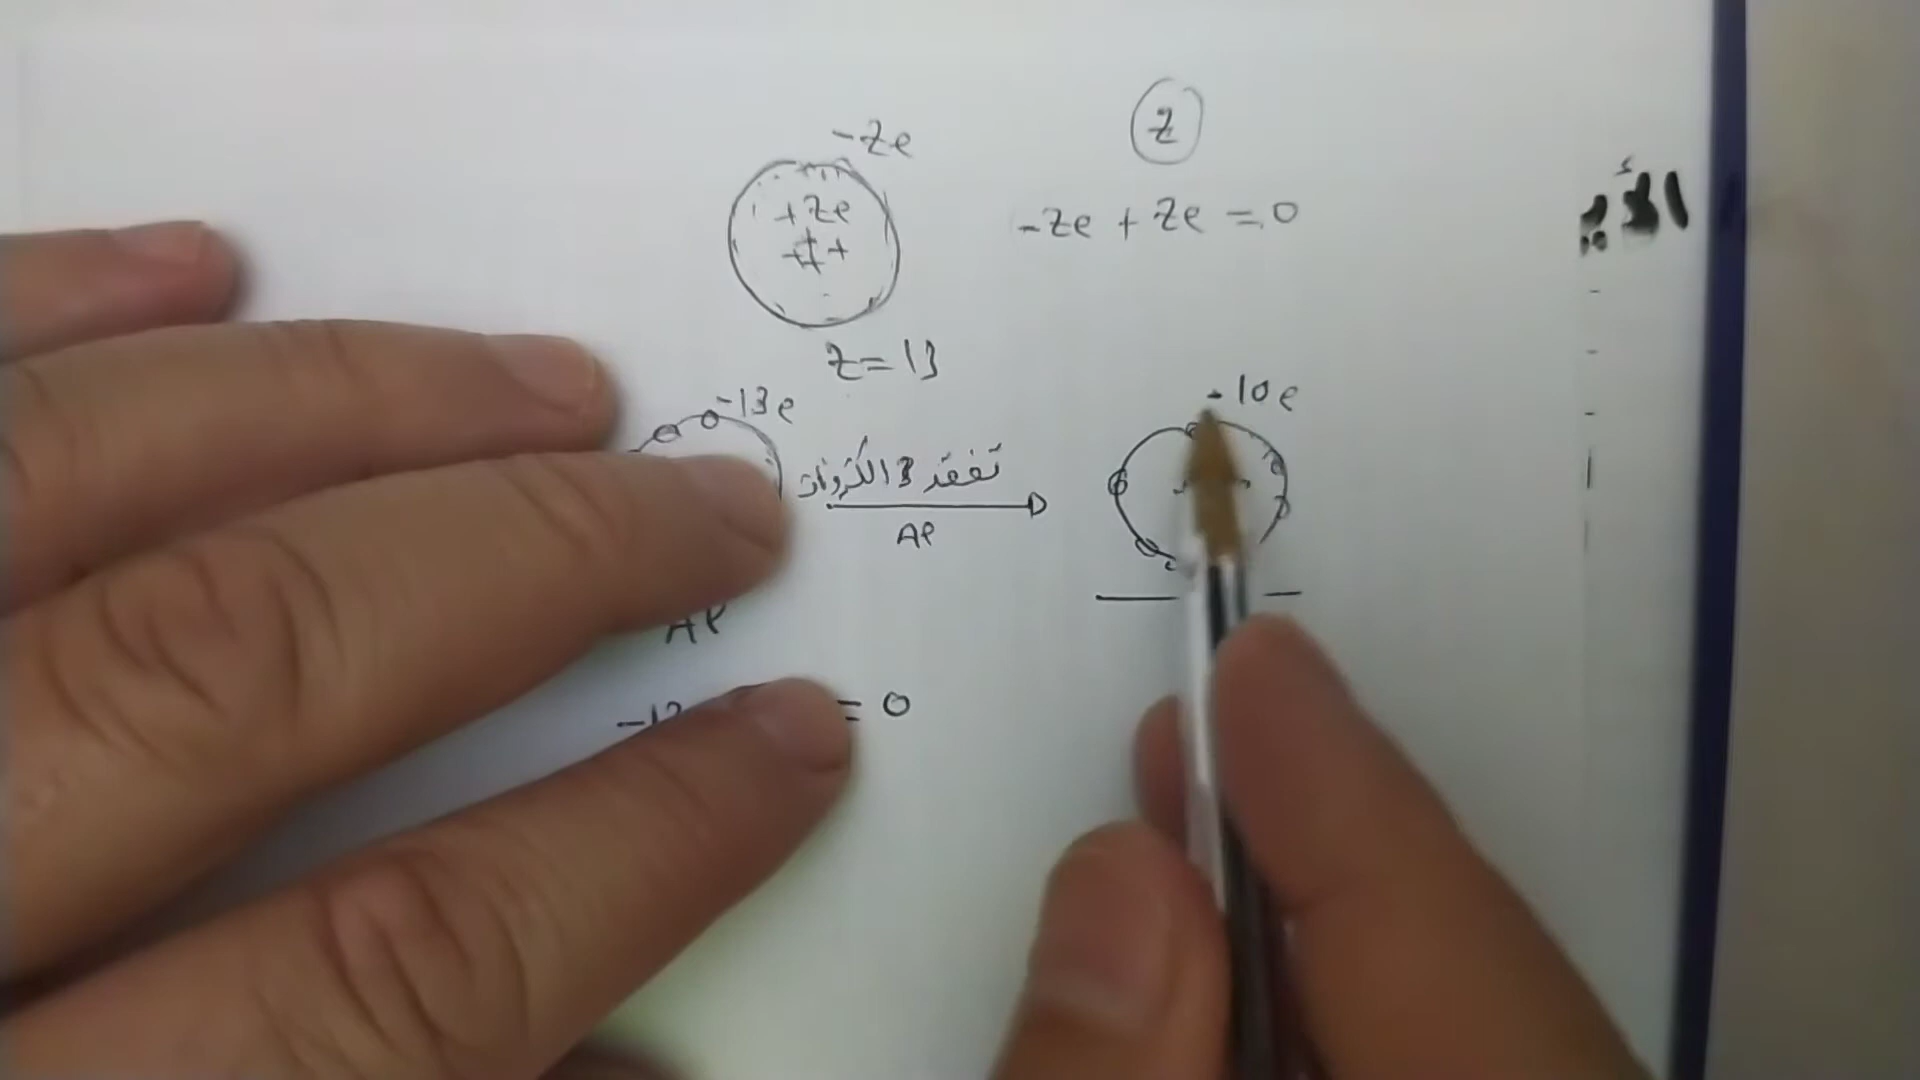 -Ze
Z
+Ze
-Ze + Ze = 0
Z = 13
-13e
-10e
تفقد 3 الكترونات
Al
Al
= 0